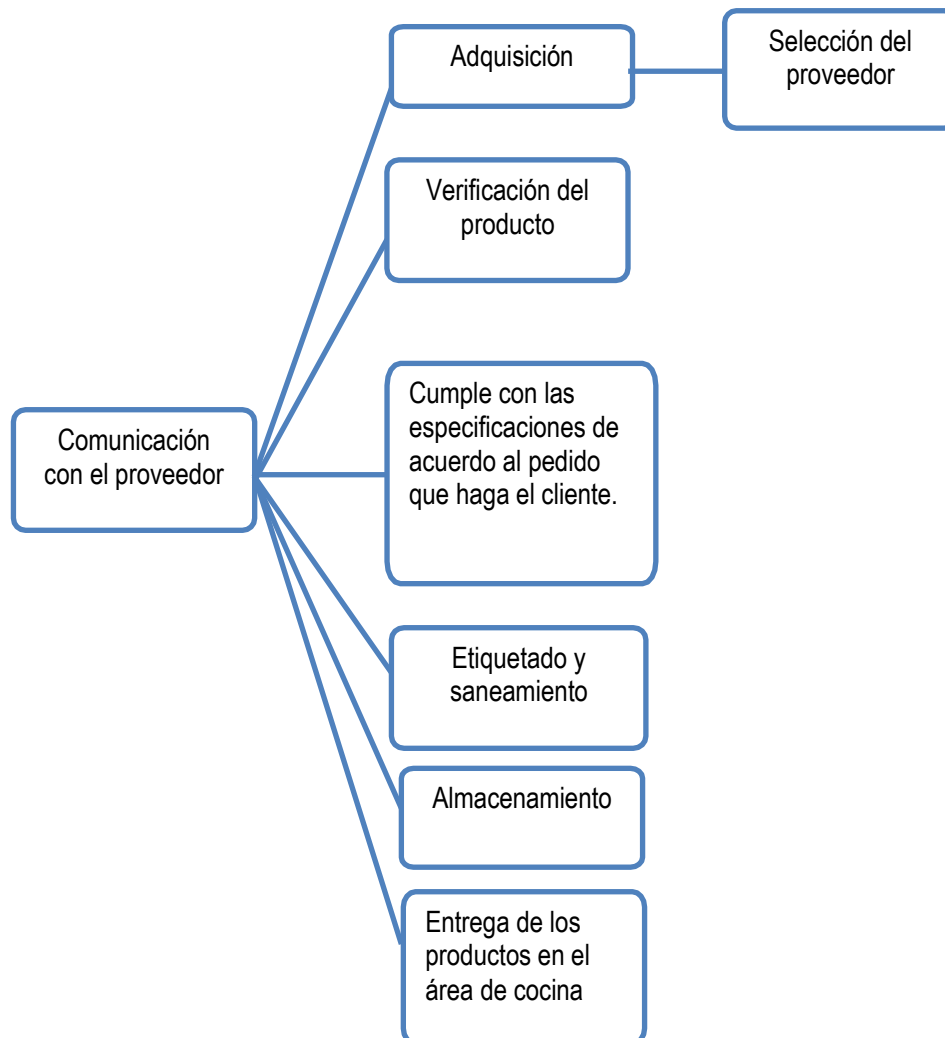 Adquisición
Selección del
proveedor
Verificación del
producto
Cumple con las
especificaciones de
acuerdo al pedido
que haga el cliente.
Comunicación
con el proveedor
Etiquetado y
saneamiento
Almacenamiento
Entrega de los
productos en el
área de cocina